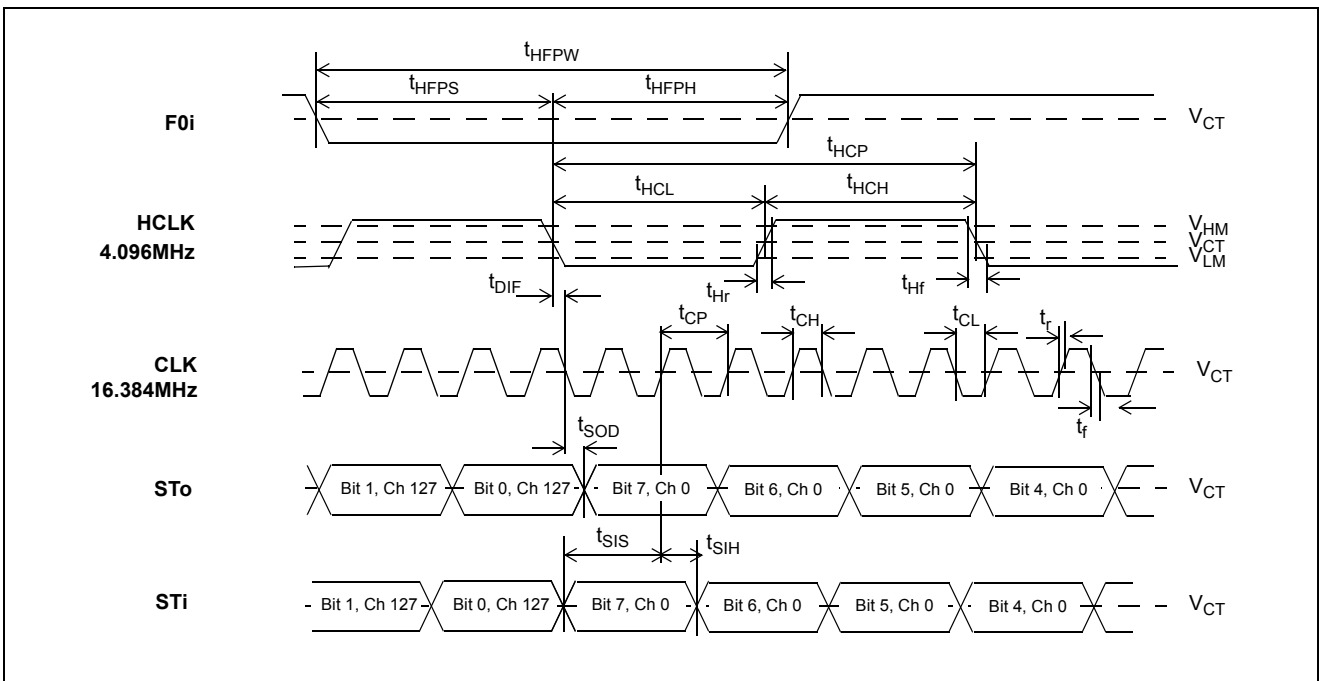 tHFPW
tHFPS tHFPH
F0i VCT
tHCP
tHCL tHCH
HCLK VHM
4.096MHz VCT
VLM
tDIF tHr tHf
tCP tCH tCL tr
CLK VCT
16.384MHz
tf
tSOD
STo Bit 1, Ch 127 Bit 0, Ch 127 Bit 7, Ch 0 Bit 6, Ch 0 Bit 5, Ch 0 Bit 4, Ch 0 VCT
tSIS tSIH
STi Bit 1, Ch 127 Bit 0, Ch 127 Bit 7, Ch 0 Bit 6, Ch 0 Bit 5, Ch 0 Bit 4, Ch 0 VCT